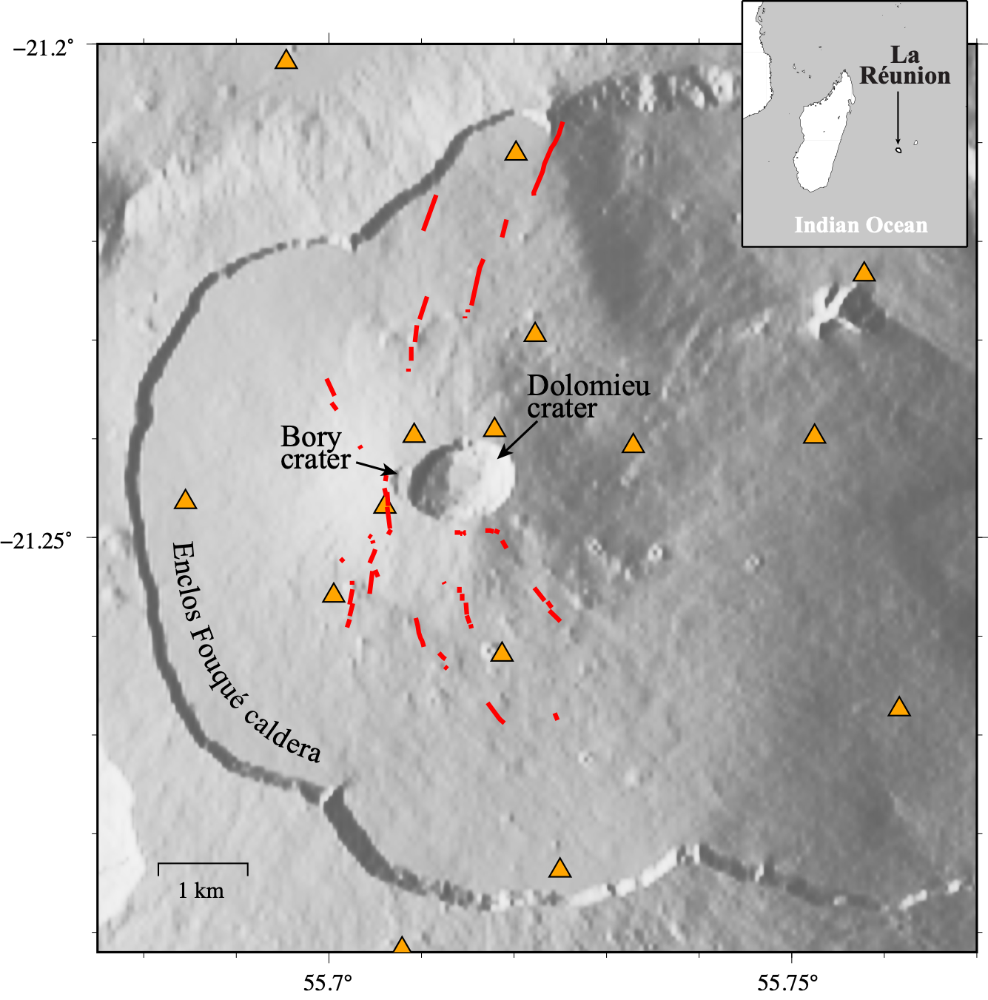 −21.2°
La
Réunion
Indian Ocean
Dolomieu
crater
Bory
crater
−21.25°
Enclos Fouqué caldera
1 km
55.7°
55.75°